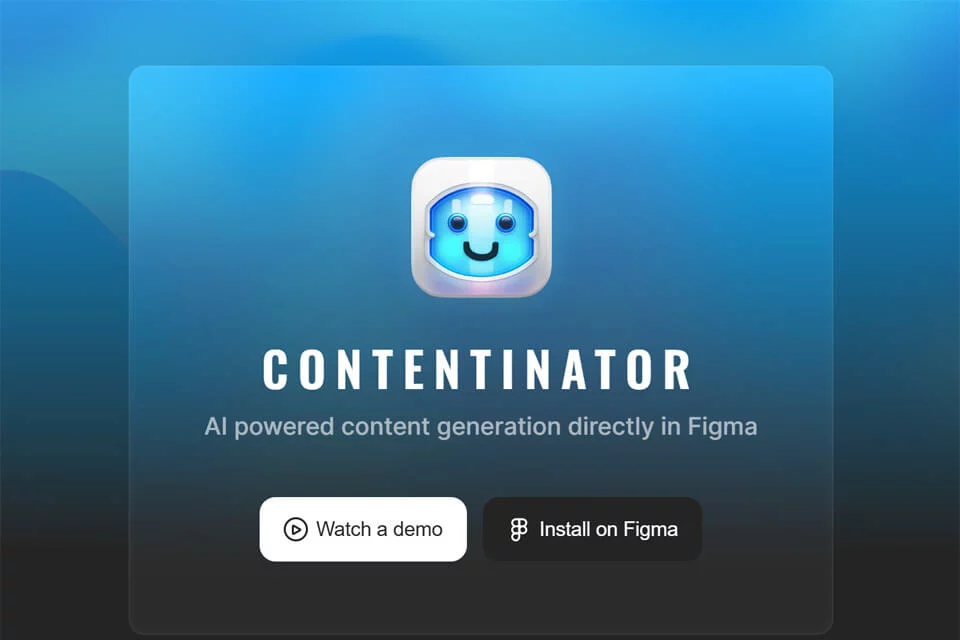 CONTENTINATOR
AI powered content generation directly in Figma
Watch a demo
Install on Figma